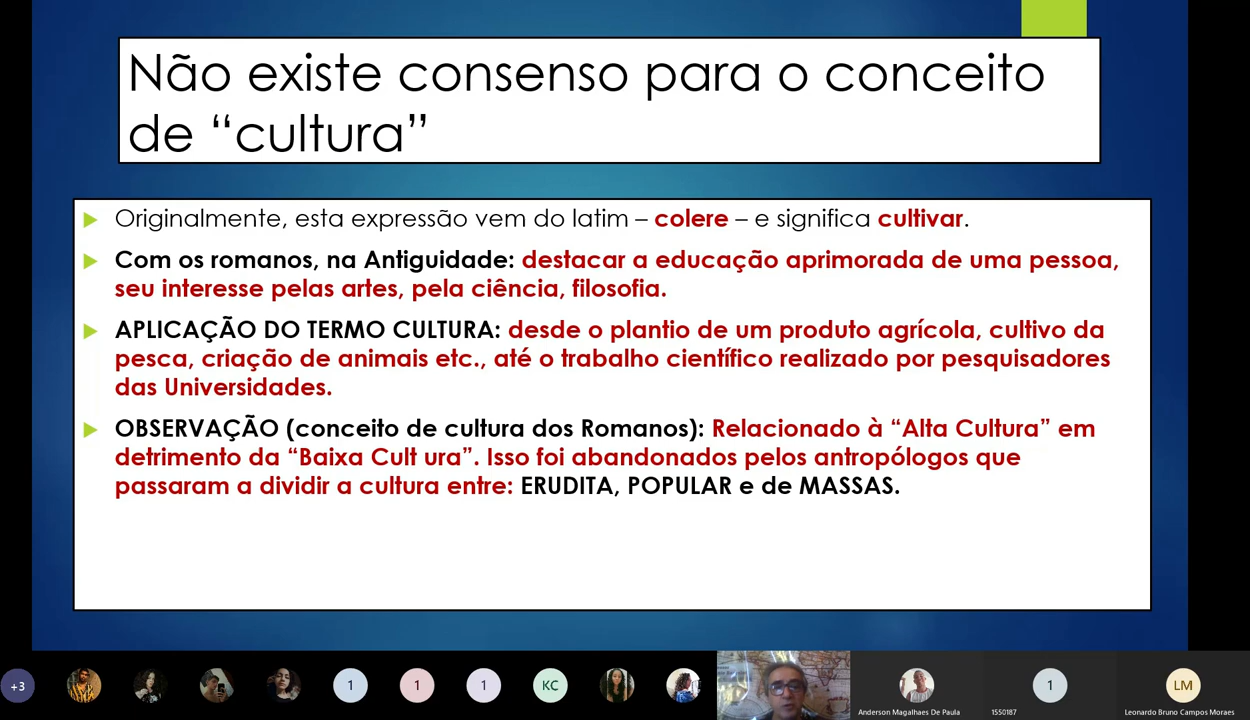 Não existe consenso para o conceito
de “cultura”
Originalmente, esta expressão vem do latim – colere – e significa cultivar.
Com os romanos, na Antiguidade: destacar a educação aprimorada de uma pessoa,
seu interesse pelas artes, pela ciência, filosofia.
APLICAÇÃO DO TERMO CULTURA: desde o plantio de um produto agrícola, cultivo da
pesca, criação de animais etc., até o trabalho científico realizado por pesquisadores
das Universidades.
OBSERVAÇÃO (conceito de cultura dos Romanos): Relacionado à “Alta Cultura” em
detrimento da “Baixa Cult ura”. Isso foi abandonados pelos antropólogos que
passaram a dividir a cultura entre: ERUDITA, POPULAR e de MASSAS.
+3
1
1
1
KC
1
LM
Anderson Magalhaes De Paula
1550187
Leonardo Bruno Campos Moraes